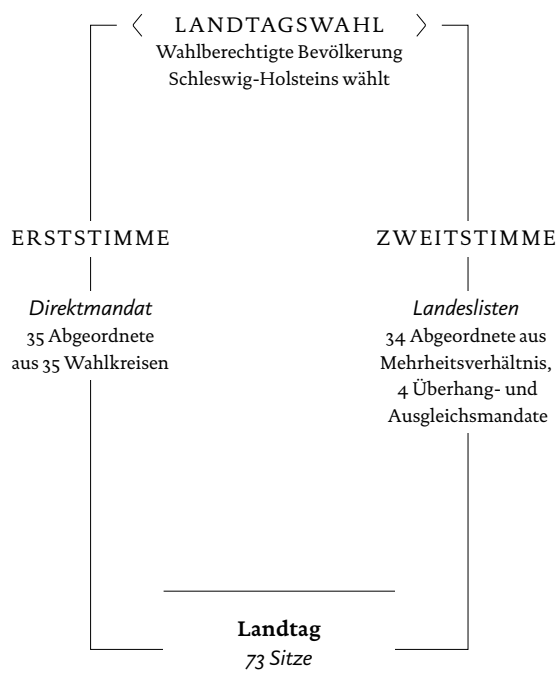 LANDTAGSWAHL
Wahlberechtigte Bevölkerung
Schleswig-Holsteins wählt
ERSTSTIMME
Direktmandat
35 Abgeordnete
aus 35 Wahlkreisen
ZWEITSTIMME
Landeslisten
34 Abgeordnete aus
Mehrheitsverhältnis,
4 Überhang- und
Ausgleichsmandate
Landtag
73 Sitze